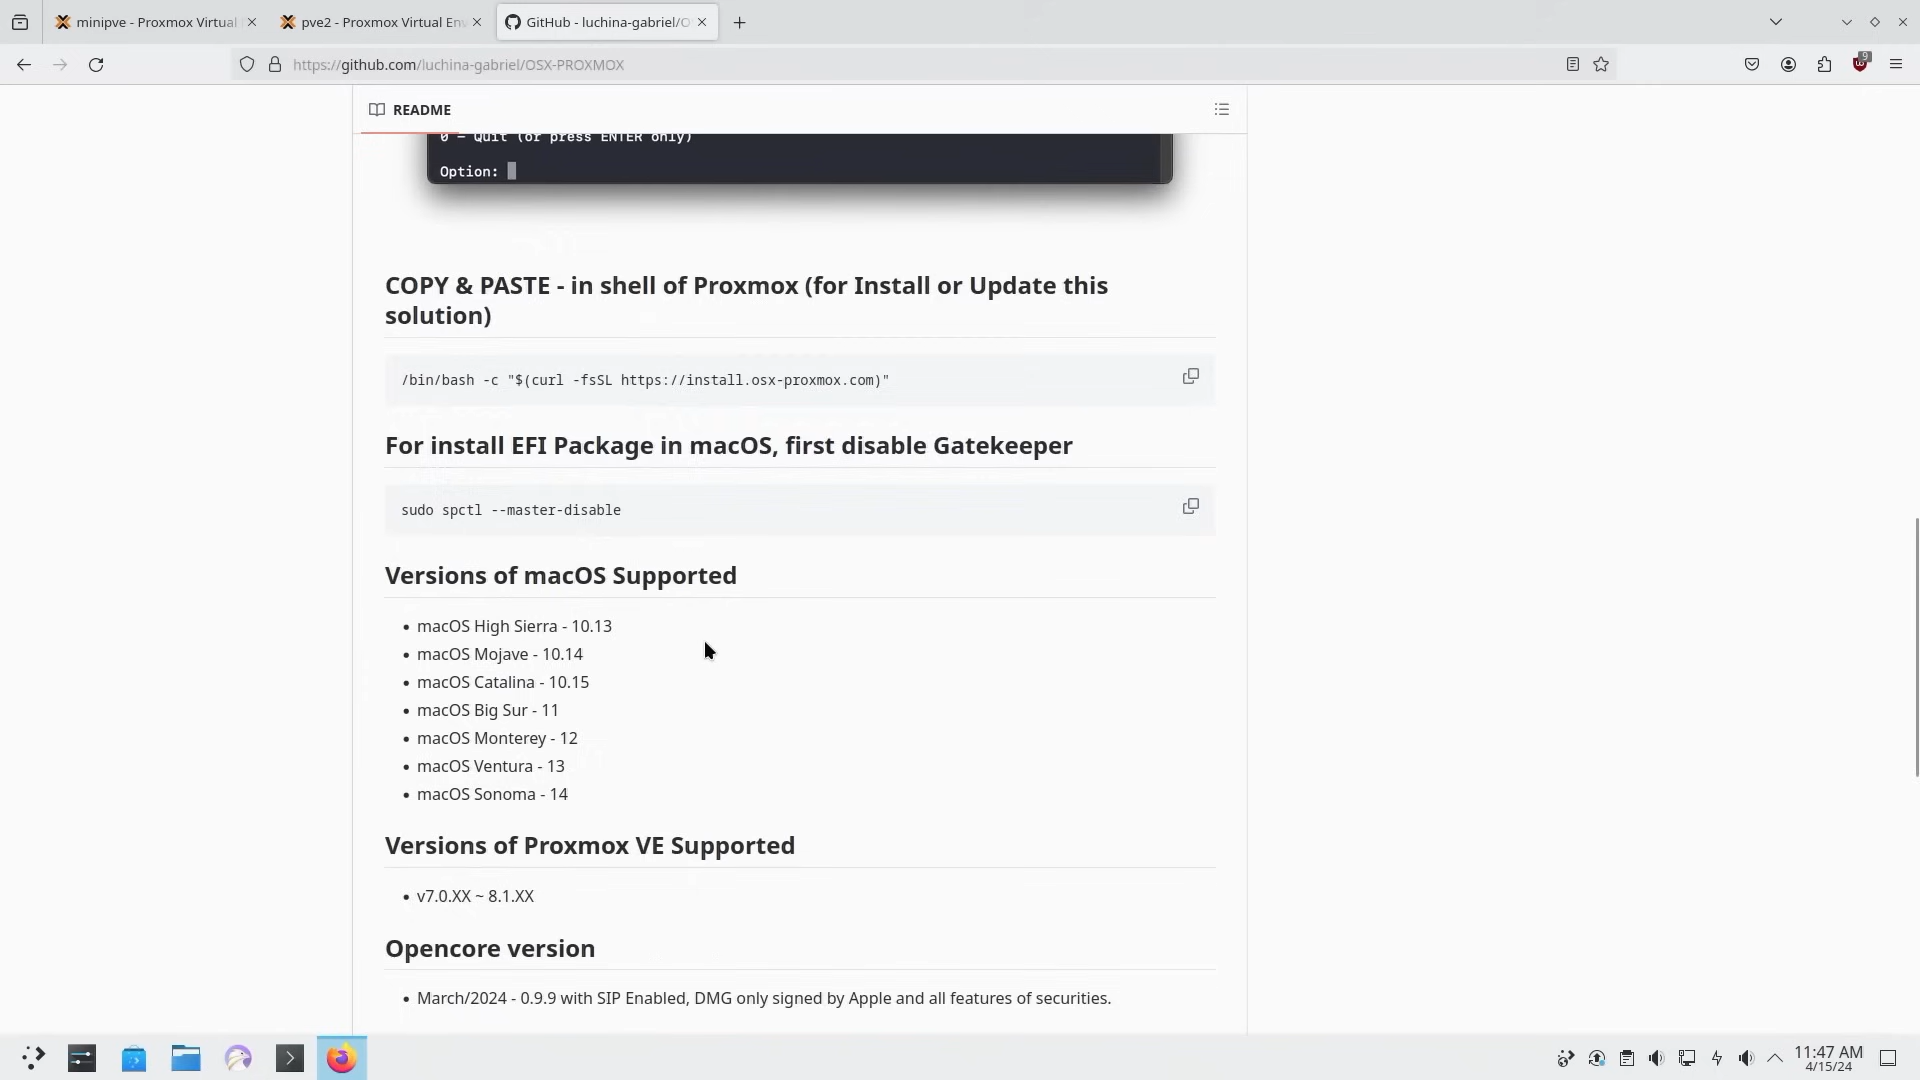 minipve - Proxmox Virtual
pve2 - Proxmox Virtual Env
GitHub - luchina-gabriel/O
https://github.com/luchina-gabriel/OSX-PROXMOX
9
README
0 - Quit (or press ENTER only)
Option:
COPY & PASTE - in shell of Proxmox (for Install or Update this
solution)
/bin/bash -c "$(curl -fsSL https://install.osx-proxmox.com)"
For install EFI Package in macOS, first disable Gatekeeper
sudo spctl --master-disable
Versions of macOS Supported
• macOS High Sierra - 10.13
• macOS Mojave - 10.14
• macOS Catalina - 10.15
• macOS Big Sur - 11
• macOS Monterey - 12
• macOS Ventura - 13
• macOS Sonoma - 14
Versions of Proxmox VE Supported
• v7.0.XX ~ 8.1.XX
Opencore version
• March/2024 - 0.9.9 with SIP Enabled, DMG only signed by Apple and all features of securities.
11:47 AM
4/15/24